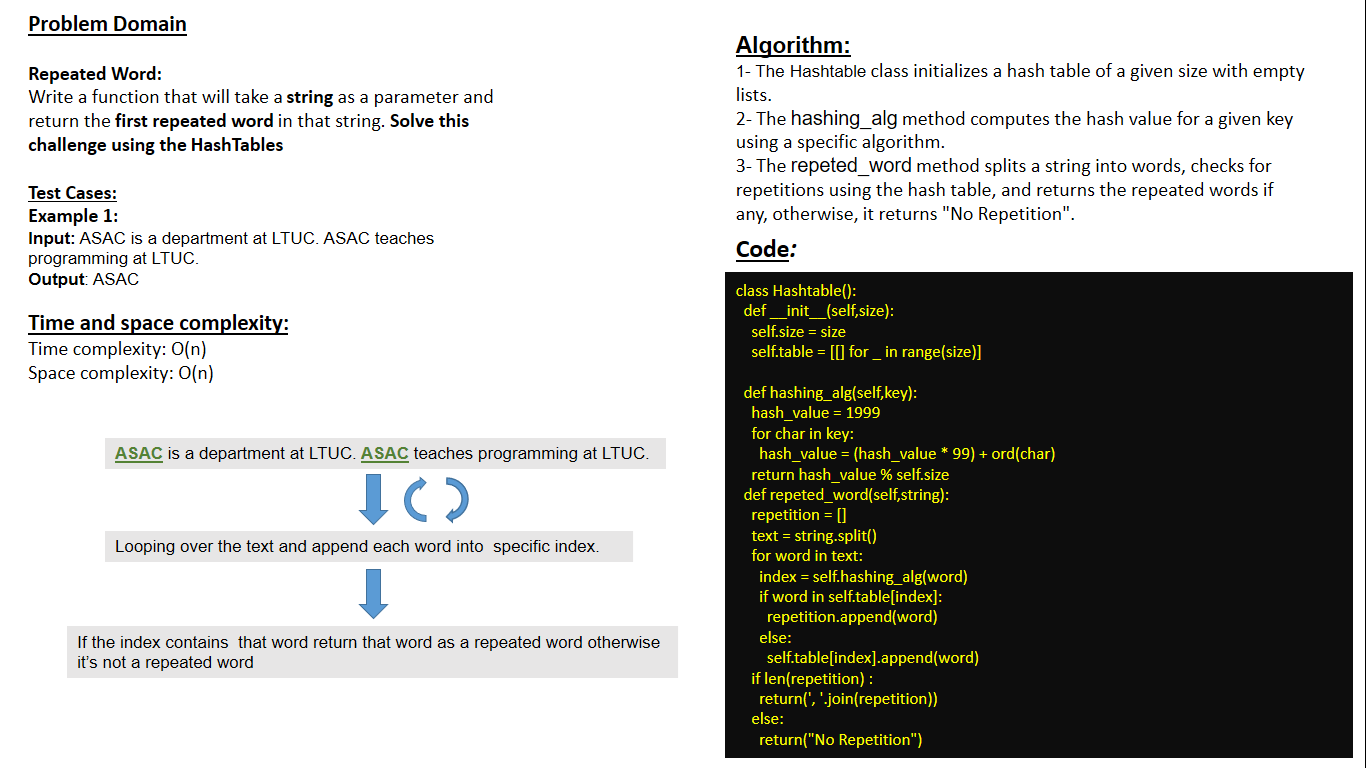 Problem Domain
Repeated Word:
Write a function that will take a string as a parameter and
return the first repeated word in that string. Solve this
challenge using the HashTables
Test Cases:
Example 1:
Input: ASAC is a department at LTUC. ASAC teaches
programming at LTUC.
Output: ASAC
Time and space complexity:
Time complexity: O(n)
Space complexity: O(n)
ASAC is a department at LTUC. ASAC teaches programming at LTUC.
Looping over the text and append each word into  specific index.
If the index contains  that word return that word as a repeated word otherwise
it's not a repeated word
Algorithm:
1- The Hashtable class initializes a hash table of a given size with empty
lists.
2- The hashing_alg method computes the hash value for a given key
using a specific algorithm.
3- The repeted_word method splits a string into words, checks for
repetitions using the hash table, and returns the repeated words if
any, otherwise, it returns "No Repetition".
Code:
class Hashtable():
  def __init__(self,size):
    self.size = size
    self.table = [[] for _ in range(size)]
  def hashing_alg(self,key):
    hash_value = 1999
    for char in key:
      hash_value = (hash_value * 99) + ord(char)
    return hash_value % self.size
  def repeted_word(self,string):
    repetition = []
    text = string.split()
    for word in text:
      index = self.hashing_alg(word)
      if word in self.table[index]:
        repetition.append(word)
      else:
        self.table[index].append(word)
    if len(repetition) :
      return(', '.join(repetition))
    else:
      return("No Repetition")